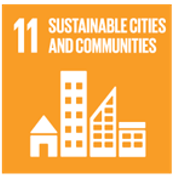 11 SUSTAINABLE CITIES
AND COMMUNITIES